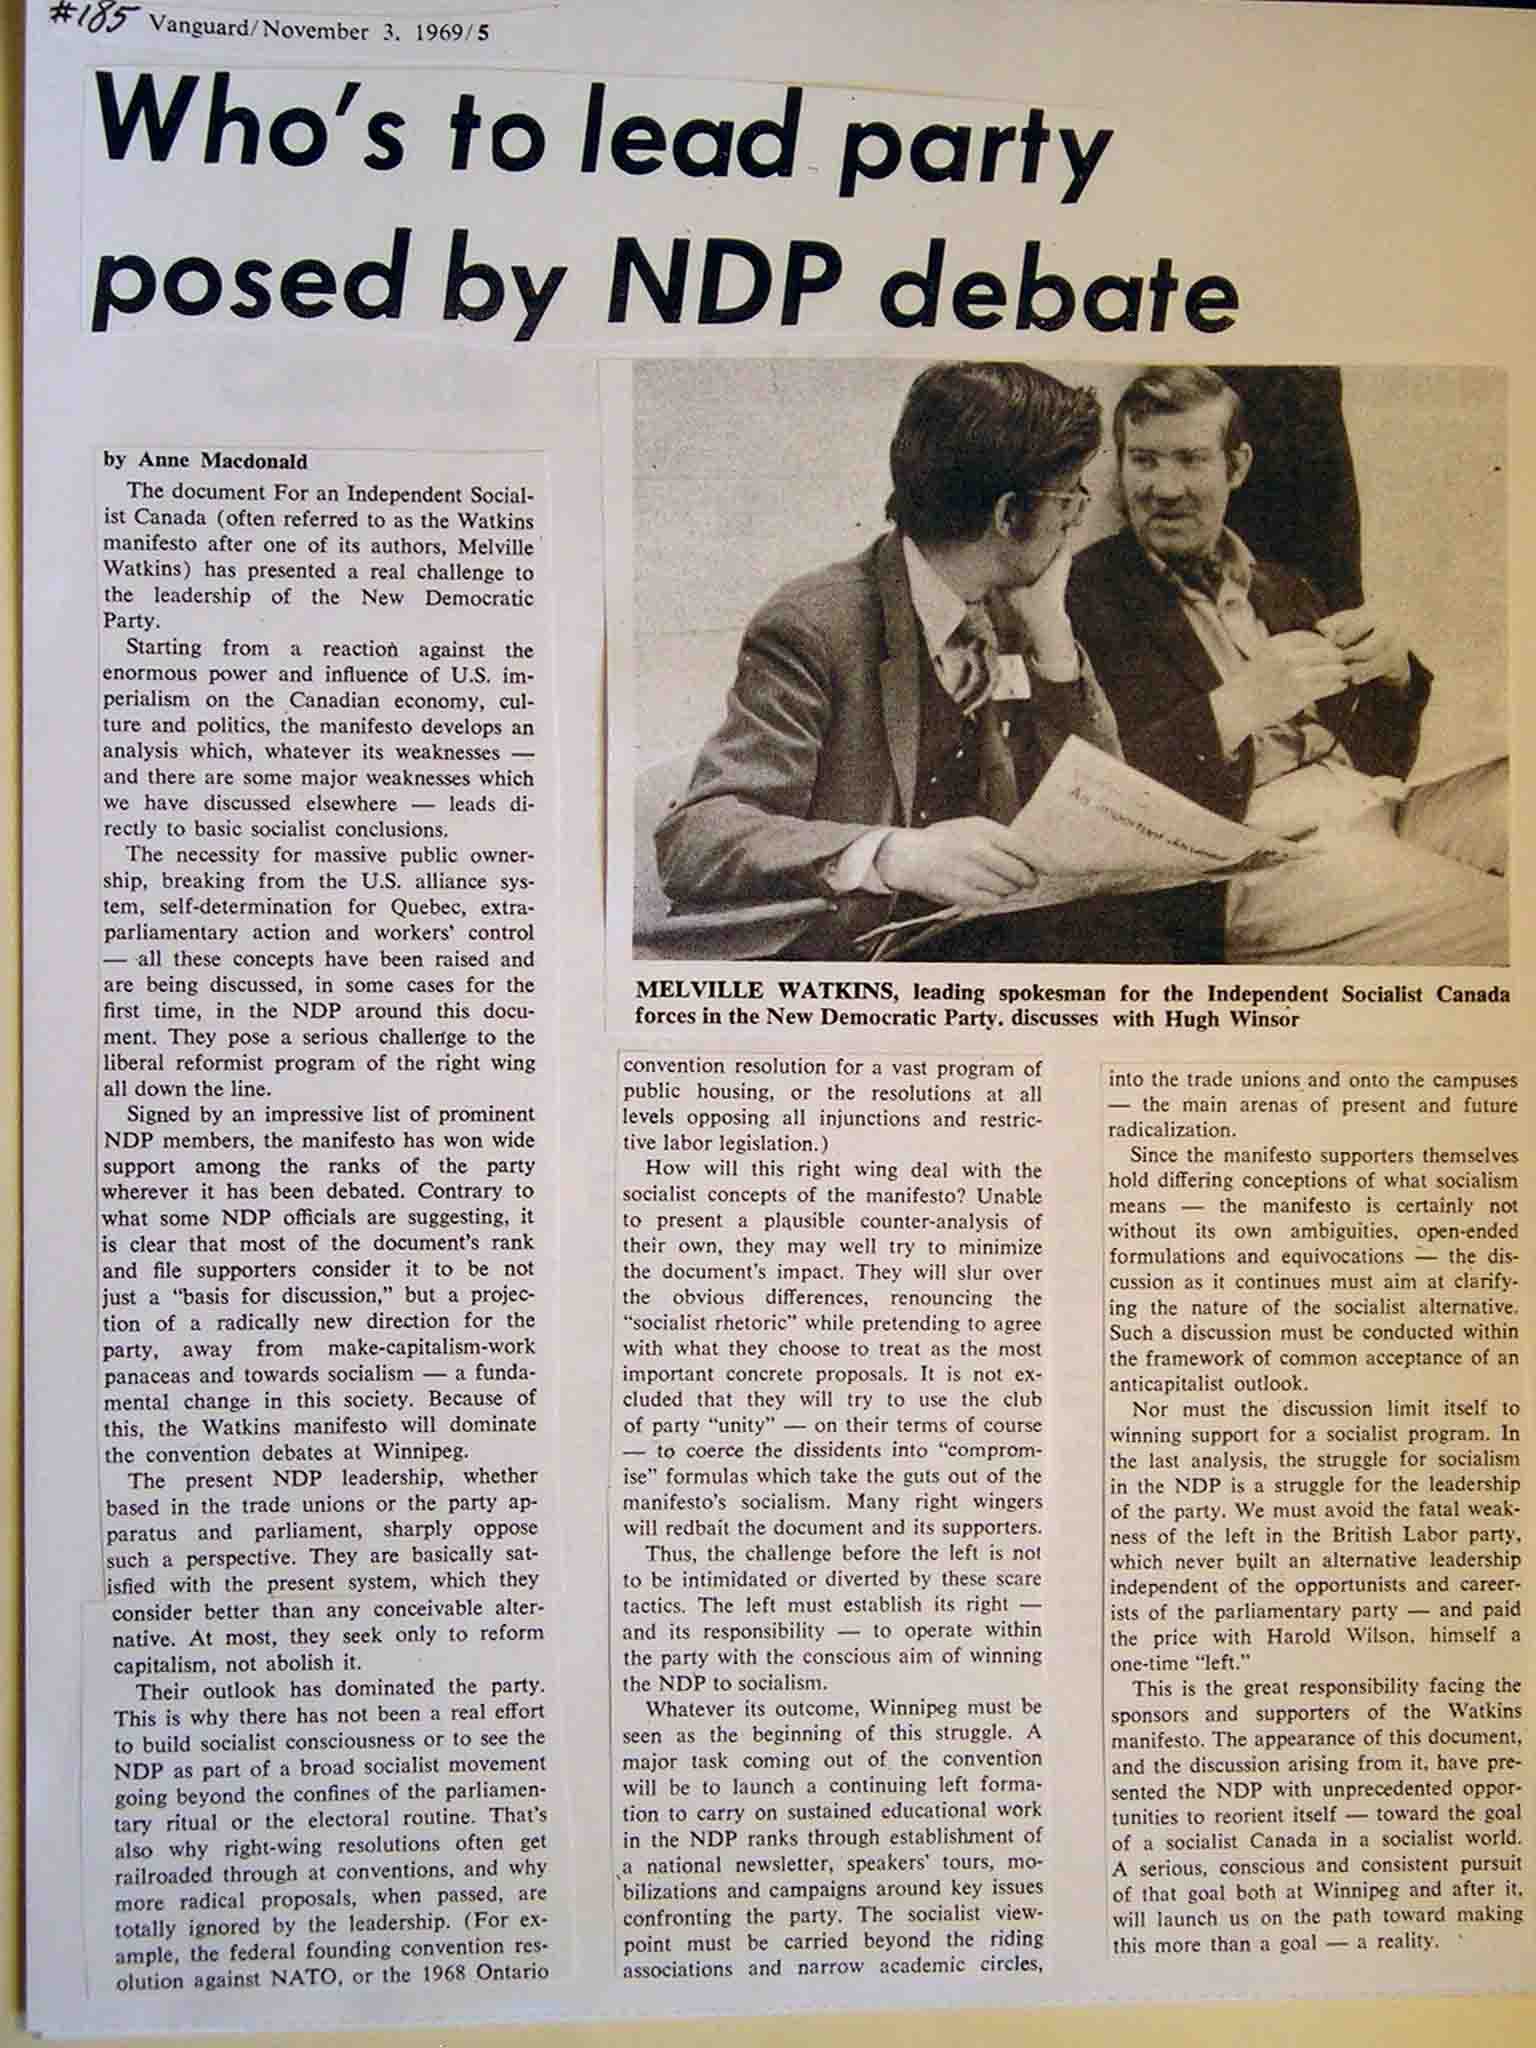 #185 Vanguard/November 3, 1969/5
Who's to lead party
posed by NDP debate
by Anne Macdonald
The document For an Independent Social-
ist Canada (often referred to as the Watkins
manifesto after one of its authors, Melville
Watkins) has presented a real challenge to
the leadership of the New Democratic
Party.
Starting from a reaction against the
enormous power and influence of U.S. im-
perialism on the Canadian economy, cul-
ture and politics, the manifesto develops an
analysis which, whatever its weaknesses —
and there are some major weaknesses which
we have discussed elsewhere — leads di-
rectly to basic socialist conclusions.
The necessity for massive public owner-
ship, breaking from the U.S. alliance sys-
tem, self-determination for Quebec, extra-
parliamentary action and workers' control
— all these concepts have been raised and
are being discussed, in some cases for the
first time, in the NDP around this docu-
ment. They pose a serious challenge to the
liberal reformist program of the right wing
all down the line.
Signed by an impressive list of prominent
NDP members, the manifesto has won wide
support among the ranks of the party
wherever it has been debated. Contrary to
what some NDP officials are suggesting, it
is clear that most of the document's rank
and file supporters consider it to be not
just a "basis for discussion," but a projec-
tion of a radically new direction for the
party, away from make-capitalism-work
panaceas and towards socialism — a funda-
mental change in this society. Because of
this, the Watkins manifesto will dominate
the convention debates at Winnipeg.
The present NDP leadership, whether
based in the trade unions or the party ap-
paratus and parliament, sharply oppose
such a perspective. They are basically sat-
isfied with the present system, which they
consider better than any conceivable alter-
native. At most, they seek only to reform
capitalism, not abolish it.
Their outlook has dominated the party.
This is why there has not been a real effort
to build socialist consciousness or to see the
NDP as part of a broad socialist movement
going beyond the confines of the parliamen-
tary ritual or the electoral routine. That's
also why right-wing resolutions often get
railroaded through at conventions, and why
more radical proposals, when passed, are
totally ignored by the leadership. (For ex-
ample, the federal founding convention res-
olution against NATO, or the 1968 Ontario
An important
MELVILLE WATKINS, leading spokesman for the Independent Socialist Canada
forces in the New Democratic Party. discusses with Hugh Winsor
convention resolution for a vast program of
public housing, or the resolutions at all
levels opposing all injunctions and restric-
tive labor legislation.)
How will this right wing deal with the
socialist concepts of the manifesto? Unable
to present a plausible counter-analysis of
their own, they may well try to minimize
the document's impact. They will slur over
the obvious differences, renouncing the
"socialist rhetoric" while pretending to agree
with what they choose to treat as the most
important concrete proposals. It is not ex-
cluded that they will try to use the club
of party "unity" — on their terms of course
— to coerce the dissidents into "comprom-
ise" formulas which take the guts out of the
manifesto's socialism. Many right wingers
will redbait the document and its supporters.
Thus, the challenge before the left is not
to be intimidated or diverted by these scare
tactics. The left must establish its right —
and its responsibility — to operate within
the party with the conscious aim of winning
the NDP to socialism.
Whatever its outcome, Winnipeg must be
seen as the beginning of this struggle. A
major task coming out of the convention
will be to launch a continuing left forma-
tion to carry on sustained educational work
in the NDP ranks through establishment of
a national newsletter, speakers' tours, mo-
bilizations and campaigns around key issues
confronting the party. The socialist view-
point must be carried beyond the riding
associations and narrow academic circles,
into the trade unions and onto the campuses
— the main arenas of present and future
radicalization.
Since the manifesto supporters themselves
hold differing conceptions of what socialism
means — the manifesto is certainly not
without its own ambiguities, open-ended
formulations and equivocations — the dis-
cussion as it continues must aim at clarify-
ing the nature of the socialist alternative.
Such a discussion must be conducted within
the framework of common acceptance of an
anticapitalist outlook.
Nor must the discussion limit itself to
winning support for a socialist program. In
the last analysis, the struggle for socialism
in the NDP is a struggle for the leadership
of the party. We must avoid the fatal weak-
ness of the left in the British Labor party,
which never built an alternative leadership
independent of the opportunists and career-
ists of the parliamentary party — and paid
the price with Harold Wilson, himself a
one-time "left."
This is the great responsibility facing the
sponsors and supporters of the Watkins
manifesto. The appearance of this document,
and the discussion arising from it, have pre-
sented the NDP with unprecedented oppor-
tunities to reorient itself — toward the goal
of a socialist Canada in a socialist world.
A serious, conscious and consistent pursuit
of that goal both at Winnipeg and after it,
will launch us on the path toward making
this more than a goal — a reality.